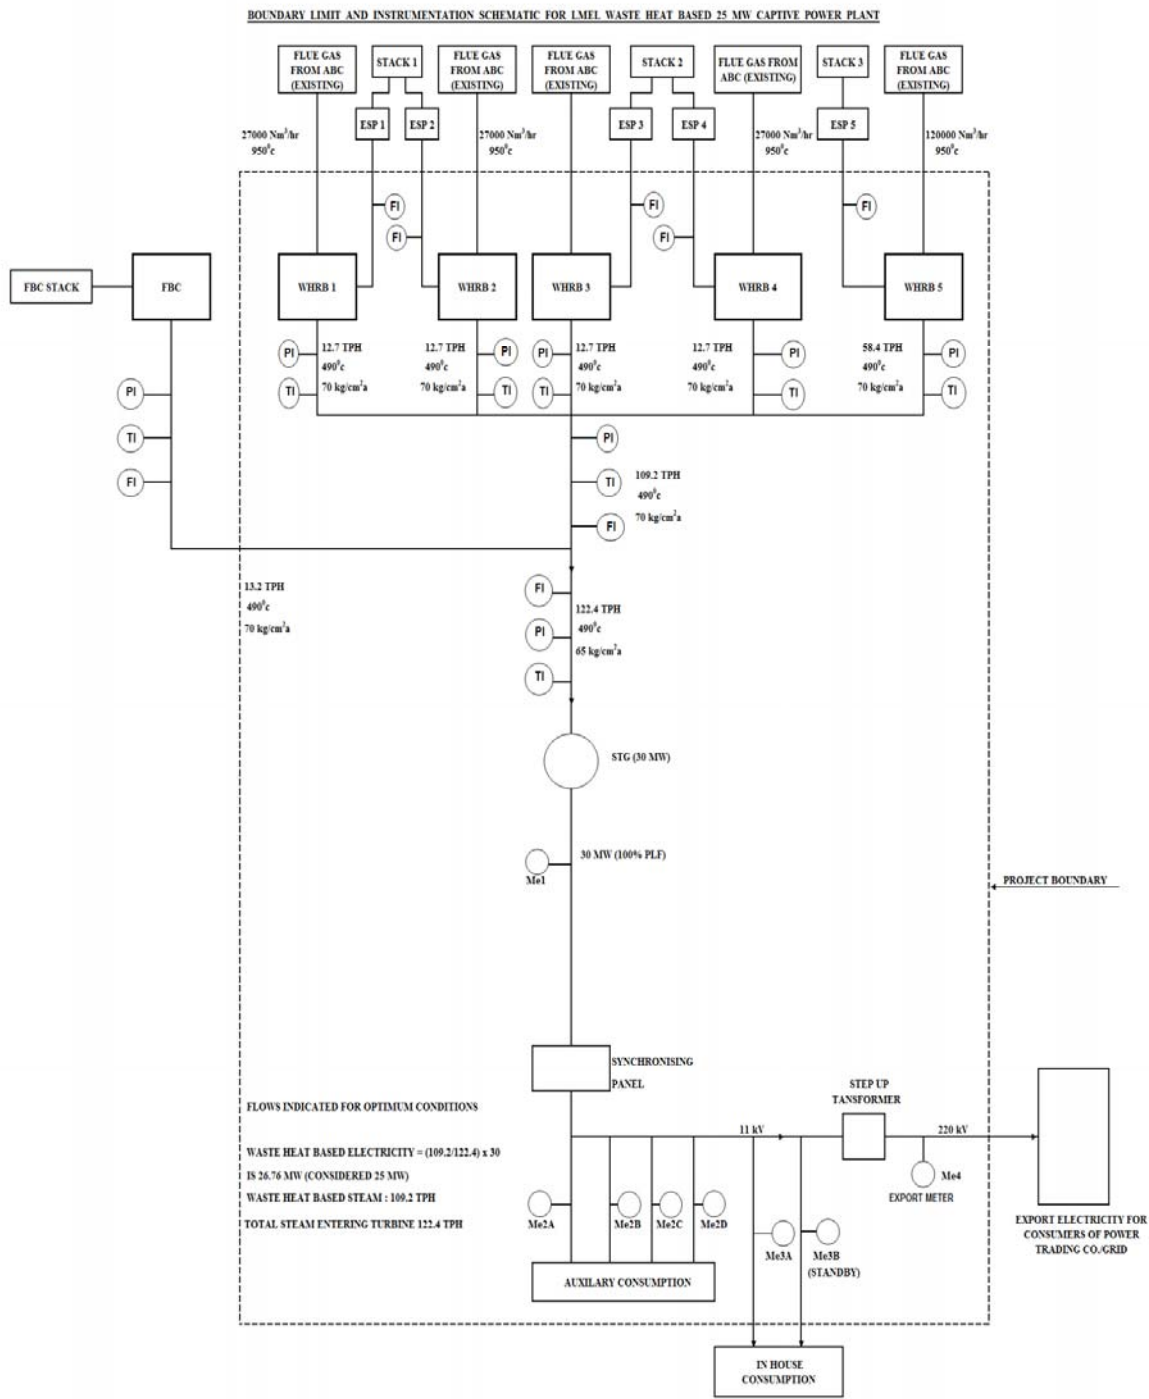 BOUNDARY LIMIT AND INSTRUMENTATION SCHEMATIC FOR LMEL WASTE HEAT BASED 25 MW CAPTIVE POWER PLANT
FLUE GAS
FROM ABC
(EXISTING)
STACK 1
FLUE GAS
FROM ABC
(EXISTING)
FLUE GAS
FROM ABC
(EXISTING)
STACK 2
FLUE GAS FROM
ABC (EXISTING)
STACK 3
FLUE GAS
FROM ABC
(EXISTING)
ESP 1
ESP 2
ESP 3
ESP 4
ESP 5
27000 Nm³/hr
950⁰c
27000 Nm³/hr
950⁰c
27000 Nm³/hr
950⁰c
120000 Nm³/hr
950⁰c
FI
FI
FI
FI
FI
FBC STACK
FBC
WHRB 1
WHRB 2
WHRB 3
WHRB 4
WHRB 5
PI
TI
12.7 TPH
490⁰c
70 kg/cm²a
12.7 TPH
490⁰c
70 kg/cm²a
PI
TI
PI
TI
12.7 TPH
490⁰c
70 kg/cm²a
12.7 TPH
490⁰c
70 kg/cm²a
PI
TI
58.4 TPH
490⁰c
70 kg/cm²a
PI
TI
PI
TI
FI
PI
TI
FI
109.2 TPH
490⁰c
70 kg/cm²a
13.2 TPH
490⁰c
70 kg/cm²a
FI
PI
TI
122.4 TPH
490⁰c
65 kg/cm²a
STG (30 MW)
30 MW (100% PLF)
Me1
PROJECT BOUNDARY
SYNCHRONISING
PANEL
STEP UP
TANSFORMER
FLOWS INDICATED FOR OPTIMUM CONDITIONS
11 kV
220 kV
WASTE HEAT BASED ELECTRICITY = (109.2/122.4) x 30
IS 26.76 MW (CONSIDERED 25 MW)
WASTE HEAT BASED STEAM : 109.2 TPH
TOTAL STEAM ENTERING TURBINE 122.4 TPH
Me2A
Me2B
Me2C
Me2D
Me4
EXPORT METER
Me3A
Me3B
(STANDBY)
EXPORT ELECTRICITY FOR
CONSUMERS OF POWER
TRADING CO./GRID
AUXILARY CONSUMPTION
IN HOUSE
CONSUMPTION